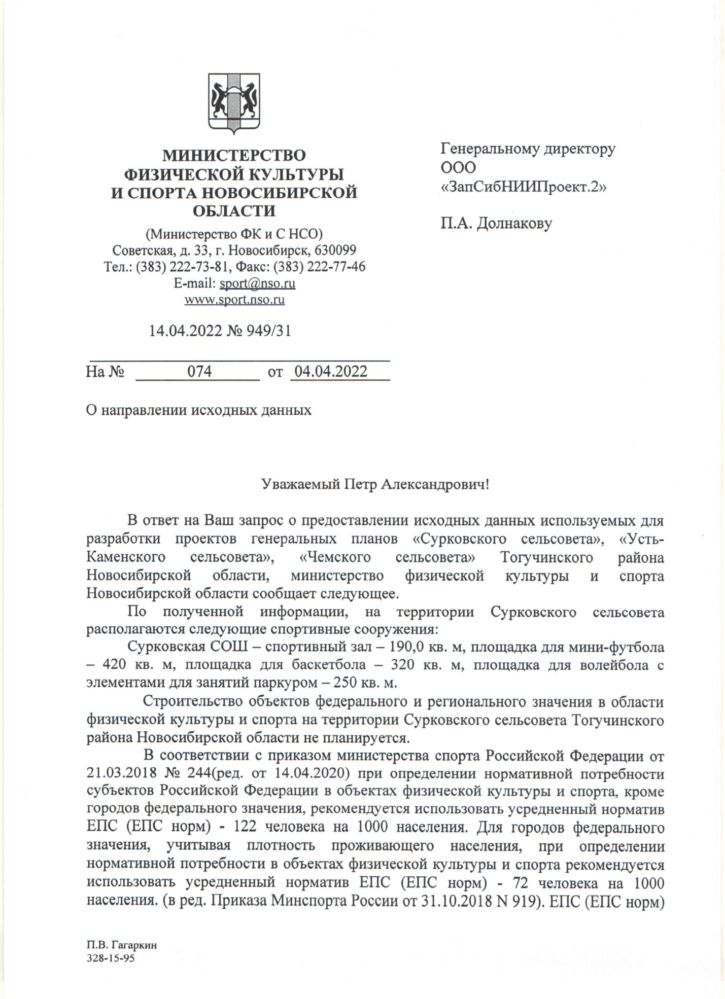 МИНИСТЕРСТВО
ФИЗИЧЕСКОЙ КУЛЬТУРЫ
И СПОРТА НОВОСИБИРСКОЙ
ОБЛАСТИ
(Министерство ФК и С НСО)
Советская, д. 33, г. Новосибирск, 630099
Тел.: (383) 222-73-81, Факс: (383) 222-77-46
E-mail: sport@nso.ru
www.sport.nso.ru
14.04.2022 № 949/31
На № 074 от 04.04.2022
О направлении исходных данных
Генеральному директору
ООО
«ЗапСибНИИПроект.2»
П.А. Долнакову
Уважаемый Петр Александрович!
В ответ на Ваш запрос о предоставлении исходных данных используемых для
разработки проектов генеральных планов «Сурковского сельсовета», «Усть-
Каменского сельсовета», «Чемского сельсовета» Тогучинского района
Новосибирской области, министерство физической культуры и спорта
Новосибирской области сообщает следующее.
По полученной информации, на территории Сурковского сельсовета
располагаются следующие спортивные сооружения:
Сурковская СОШ – спортивный зал – 190,0 кв. м, площадка для мини-футбола
– 420 кв. м, площадка для баскетбола – 320 кв. м, площадка для волейбола с
элементами для занятий паркуром – 250 кв. м.
Строительство объектов федерального и регионального значения в области
физической культуры и спорта на территории Сурковского сельсовета Тогучинского
района Новосибирской области не планируется.
В соответствии с приказом министерства спорта Российской Федерации от
21.03.2018 № 244(ред. от 14.04.2020) при определении нормативной потребности
субъектов Российской Федерации в объектах физической культуры и спорта, кроме
городов федерального значения, рекомендуется использовать усредненный норматив
ЕПС (ЕПС норм) - 122 человека на 1000 населения. Для городов федерального
значения, учитывая плотность проживающего населения, при определении
нормативной потребности в объектах физической культуры и спорта рекомендуется
использовать усредненный норматив ЕПС (ЕПС норм) - 72 человека на 1000
населения. (в ред. Приказа Минспорта России от 31.10.2018 N 919). ЕПС (ЕПС норм)
П.В. Гагаркин
328-15-95